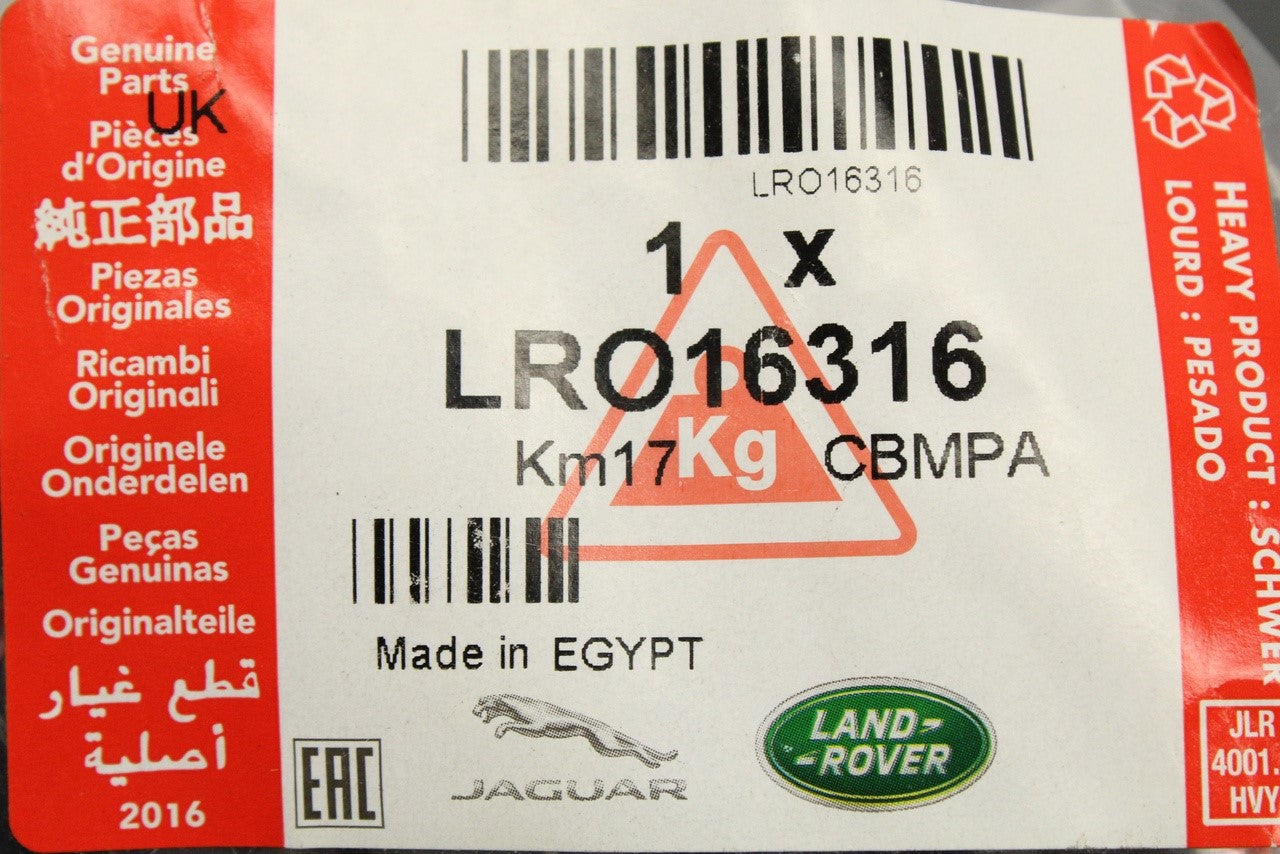 Genuine
Parts
UK
Pièces
d'Origine
純正部品
Piezas
Originales
Ricambi
Originali
Originele
Onderdelen
Peças
Genuinas
Originalteile
قطع غيار
أصلية
2016
LRO16316
1 x
LRO16316
Km17 CBMPA
Kg
Made in EGYPT
EAC
JAGUAR
LAND-
-ROVER
HEAVY PRODUCT : SCHWER
LOURD : PESADO
JLR
4001.
HVY